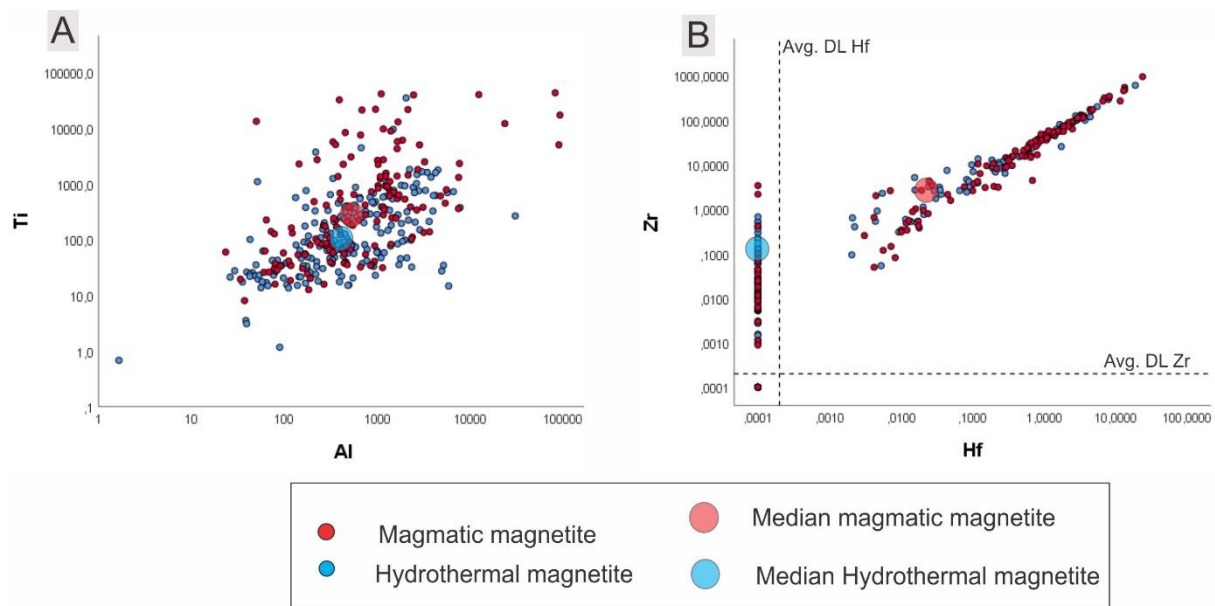 A
100000,0
10000,0
1000,0
100,0
10,0
1,0
,1
Ti
1
10
100
1000
10000
100000
Al
B
Avg. DL Hf
1000,0000
100,0000
10,0000
1,0000
,1000
,0100
,0010
,0001
Zr
Avg. DL Zr
,0001
,0010
,0100
,1000
1,0000
10,0000
100,0000
Hf
Magmatic magnetite
Median magmatic magnetite
Hydrothermal magnetite
Median Hydrothermal magnetite